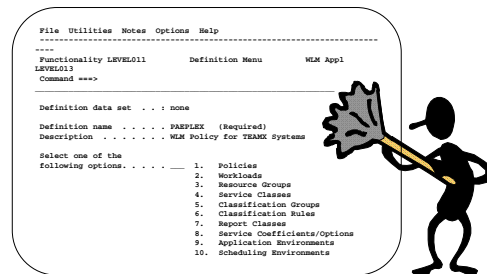 File Utilities Notes Options Help
--------------------------------------------------------------------
----
Functionality LEVEL011 Definition Menu WLM Appl
LEVEL013
Command ===>
Definition data set . . : none
Definition name . . . . . PAEPLEX (Required)
Description . . . . . . . WLM Policy for TEAMX Systems
Select one of the
following options. . . . . ___ 1. Policies
2. Workloads
3. Resource Groups
4. Service Classes
5. Classification Groups
6. Classification Rules
7. Report Classes
8. Service Coefficients/Options
9. Application Environments
10. Scheduling Environments